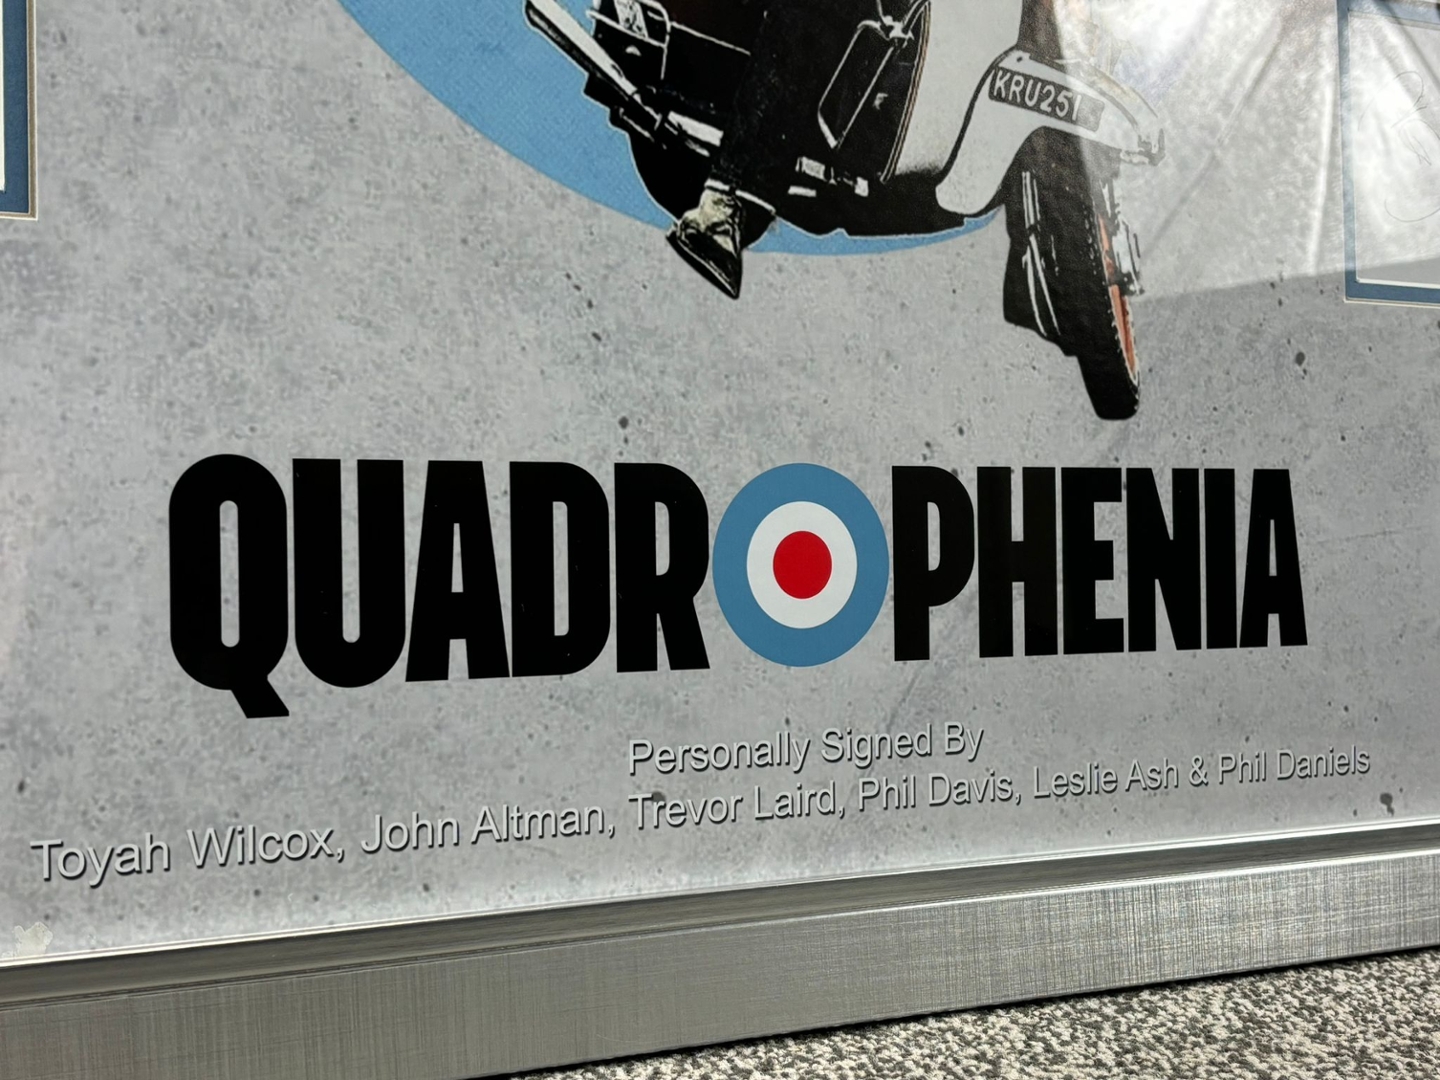 KRU251
QUADROPHENIA
Personally Signed By
Toyah Wilcox, John Altman, Trevor Laird, Phil Davis, Leslie Ash & Phil Daniels